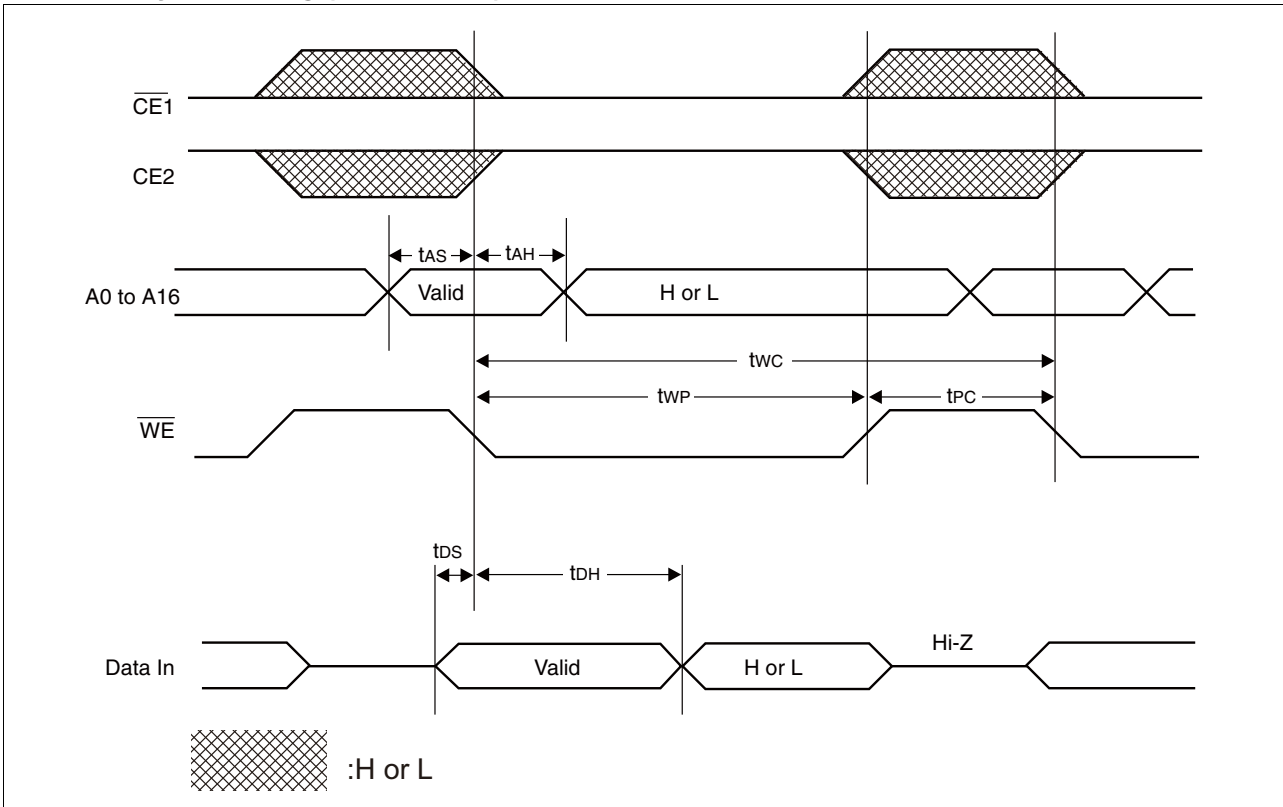 CE1
CE2
tAS
tAH
A0 to A16
Valid
H or L
tWC
tWP
tPC
WE
tDS
tDH
Data In
Valid
H or L
Hi-Z
:H or L